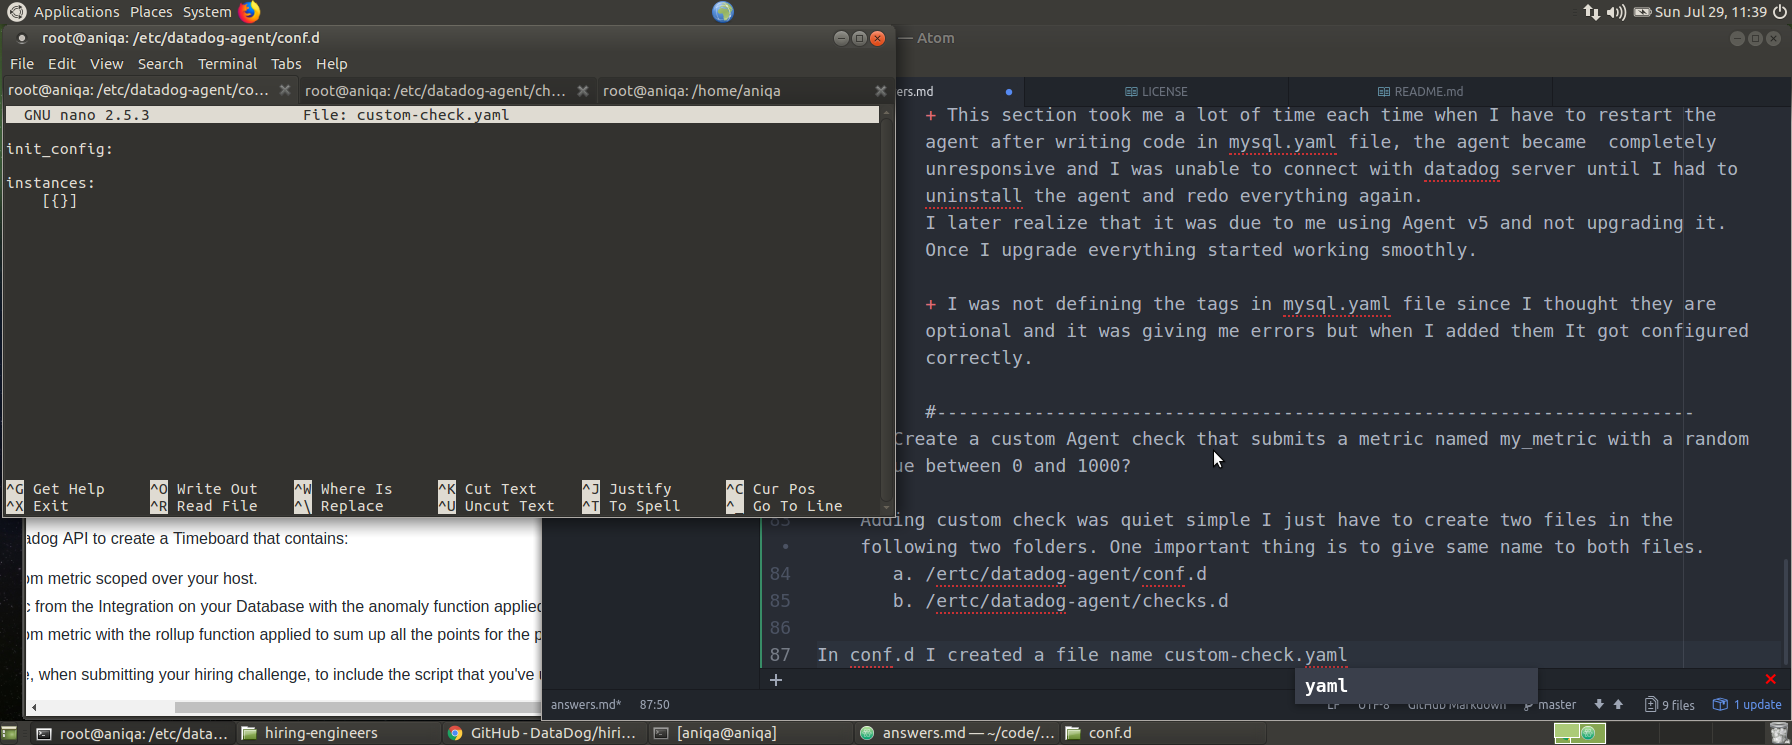 Applications Places System
Sun Jul 29, 11:39
root@aniqa: /etc/datadog-agent/conf.d
File Edit View Search Terminal Tabs Help
root@aniqa: /etc/datadog-agent/co...
root@aniqa: /etc/datadog-agent/ch...
root@aniqa: /home/aniqa
GNU nano 2.5.3 File: custom-check.yaml
init_config:
instances:
[{}]
^G Get Help ^O Write Out ^W Where Is ^K Cut Text ^J Justify ^C Cur Pos
^X Exit ^R Read File ^\ Replace ^U Uncut Text ^T To Spell ^_ Go To Line
— Atom
ers.md
LICENSE
README.md
+ This section took me a lot of time each time when I have to restart the
agent after writing code in mysql.yaml file, the agent became  completely
unresponsive and I was unable to connect with datadog server until I had to
uninstall the agent and redo everything again.
I later realize that it was due to me using Agent v5 and not upgrading it.
Once I upgrade everything started working smoothly.
+ I was not defining the tags in mysql.yaml file since I thought they are
optional and it was giving me errors but when I added them It got configured
correctly.
#----------------------------------------------------------------------
Create a custom Agent check that submits a metric named my_metric with a random
ue between 0 and 1000?
83 Adding custom check was quiet simple I just have to create two files in the
following two folders. One important thing is to give same name to both files.
84 a. /ertc/datadog-agent/conf.d
85 b. /ertc/datadog-agent/checks.d
86
87 In conf.d I created a file name custom-check.yaml
yaml
answers.md* 87:50
LF UTF-8 GitHub Markdown master 9 files 1 update
adog API to create a Timeboard that contains:
om metric scoped over your host.
c from the Integration on your Database with the anomaly function applied
om metric with the rollup function applied to sum up all the points for the p
e, when submitting your hiring challenge, to include the script that you've u
root@aniqa: /etc/data...
hiring-engineers
GitHub - DataDog/hiri...
[aniqa@aniqa]
answers.md — ~/code/...
conf.d